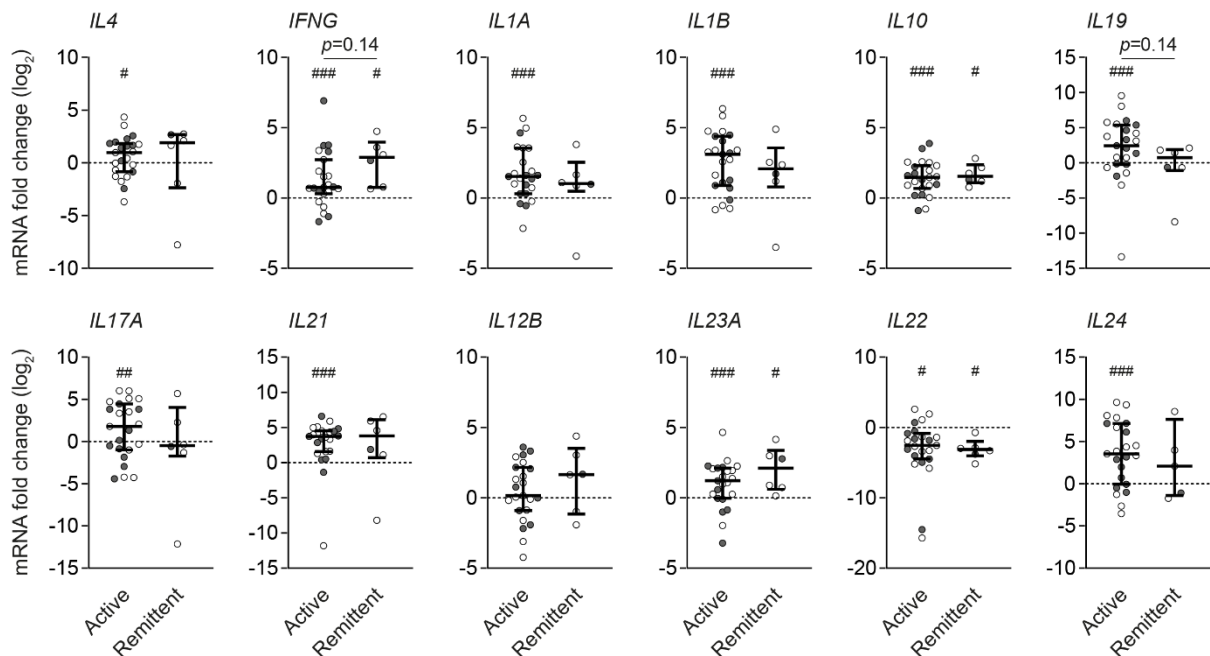 IL4 IFNG IL1A IL1B IL10 IL19
p=0.14 p=0.14
# ### # ### ### ### # ###
mRNA fold change (log2)
10 10 10 10 10 15
5 5 5 5 5 10
0 0 0 0 0 5
-5 -5 -5 -5 -5 0
-10 -5
-10
-15
IL17A IL21 IL12B IL23A IL22 IL24
## ### ### # # # ###
mRNA fold change (log2)
10 15 10 10 10 15
5 10 5 5 0 10
0 5 0 0 -10 5
-5 0 -5 -5 -20 0
-10 -5 -5
-15 -10 -10
-15 -15
Active Remittent Active Remittent Active Remittent Active Remittent Active Remittent Active Remittent